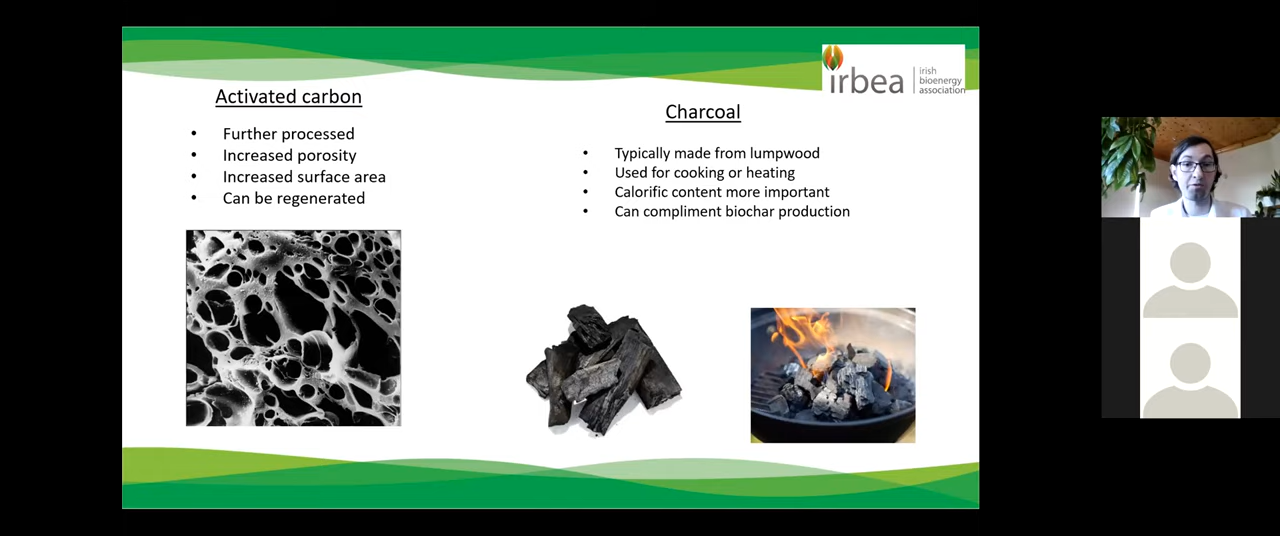 irbea
irish
bioenergy
association
Activated carbon
• Further processed
• Increased porosity
• Increased surface area
• Can be regenerated
Charcoal
• Typically made from lumpwood
• Used for cooking or heating
• Calorific content more important
• Can compliment biochar production